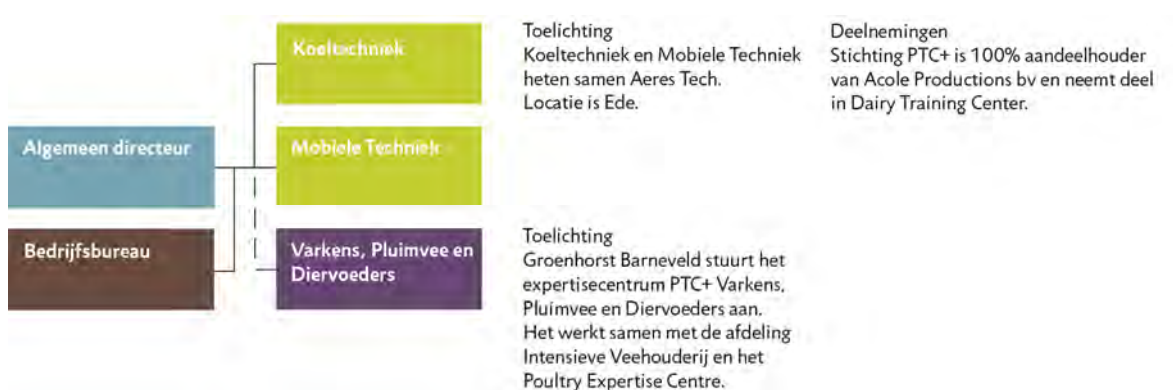 Koeltechniek
Toelichting
Koeltechniek en Mobiele Techniek
heten samen Aeres Tech.
Locatie is Ede.
Deelnemingen
Stichting PTC+ is 100% aandeelhouder
van Acole Productions bv en neemt deel
in Dairy Training Center.
Algemeen directeur
Mobiele Techniek
Bedrijfsbureau
Varkens, Pluimvee en
Diervoeders
Toelichting
Groenhorst Barneveld stuurt het
expertisecentrum PTC+ Varkens,
Pluimvee en Diervoeders aan.
Het werkt samen met de afdeling
Intensieve Veehouderij en het
Poultry Expertise Centre.